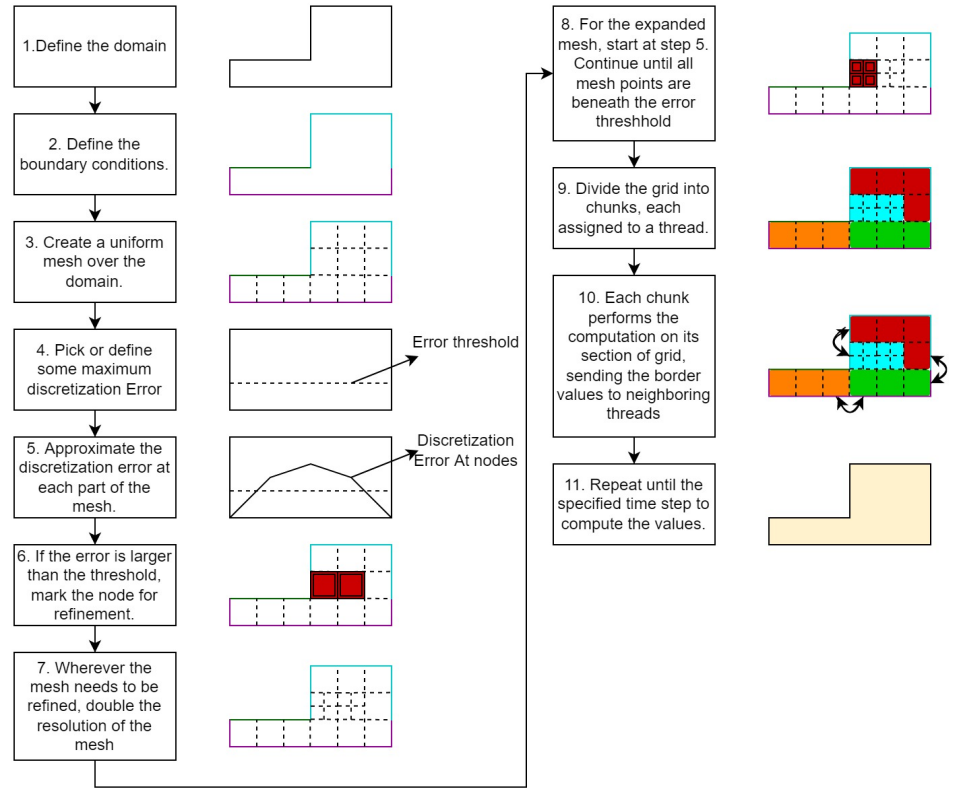 1.Define the domain
2. Define the
boundary conditions.
3. Create a uniform
mesh over the
domain.
4. Pick or define
some maximum
discretization Error
Error threshold
5. Approximate the
discretization error at
each part of the
mesh.
Discretization
Error At nodes
6. If the error is larger
than the threshold,
mark the node for
refinement.
7. Wherever the
mesh needs to be
refined, double the
resolution of the
mesh
8. For the expanded
mesh, start at step 5.
Continue until all
mesh points are
beneath the error
threshhold
9. Divide the grid into
chunks, each
assigned to a thread.
10. Each chunk
performs the
computation on its
section of grid,
sending the border
values to neighboring
threads
11. Repeat until the
specified time step to
compute the values.